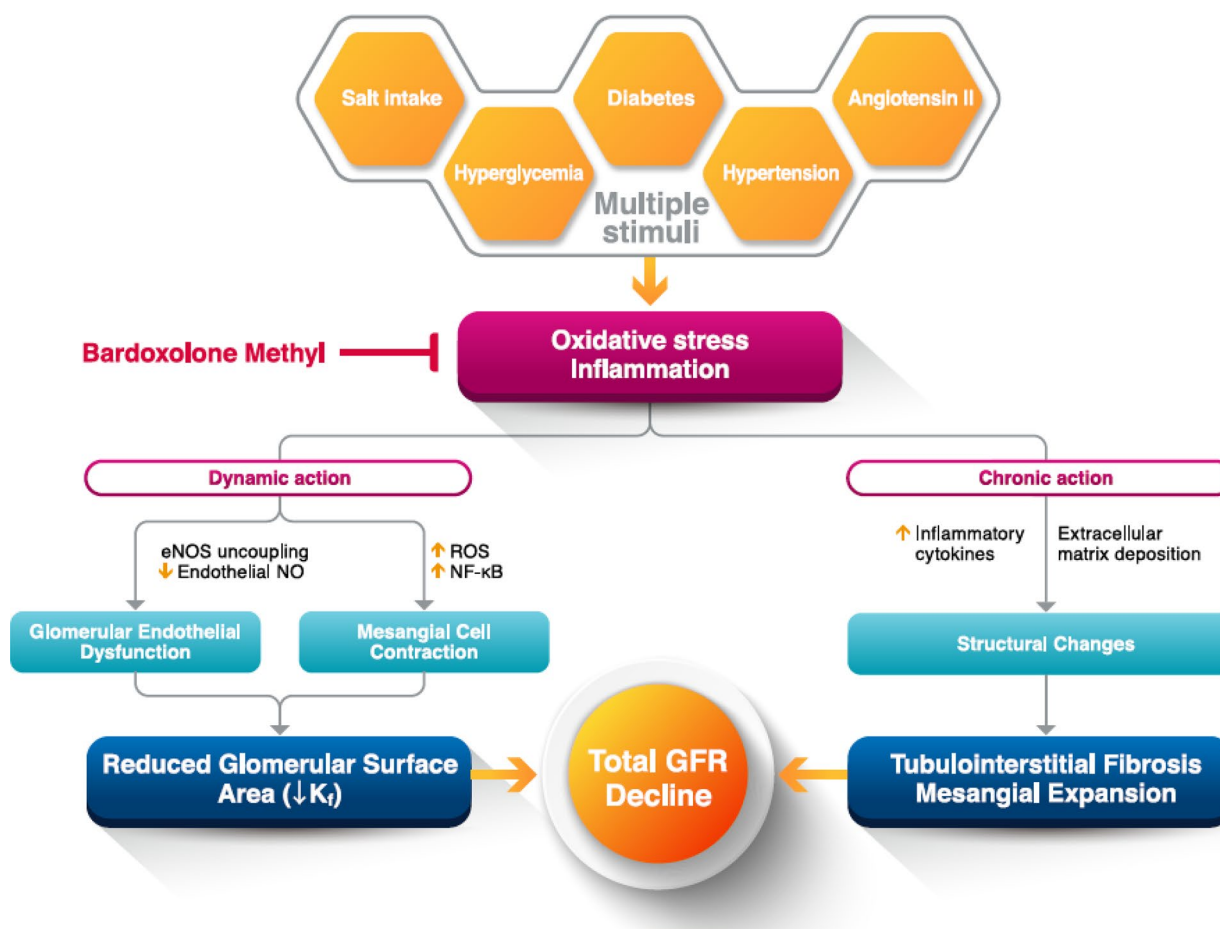 Salt intake
Diabetes
Angiotensin II
Hyperglycemia
Hypertension
Multiple
stimuli
Bardoxolone Methyl
Oxidative stress
Inflammation
Dynamic action
Chronic action
eNOS uncoupling
↓ Endothelial NO
↑ ROS
↑ NF-κB
↑ Inflammatory
cytokines
Extracellular
matrix deposition
Glomerular Endothelial
Dysfunction
Mesangial Cell
Contraction
Structural Changes
Reduced Glomerular Surface
Area (↓Kf)
Total GFR
Decline
Tubulointerstitial Fibrosis
Mesangial Expansion